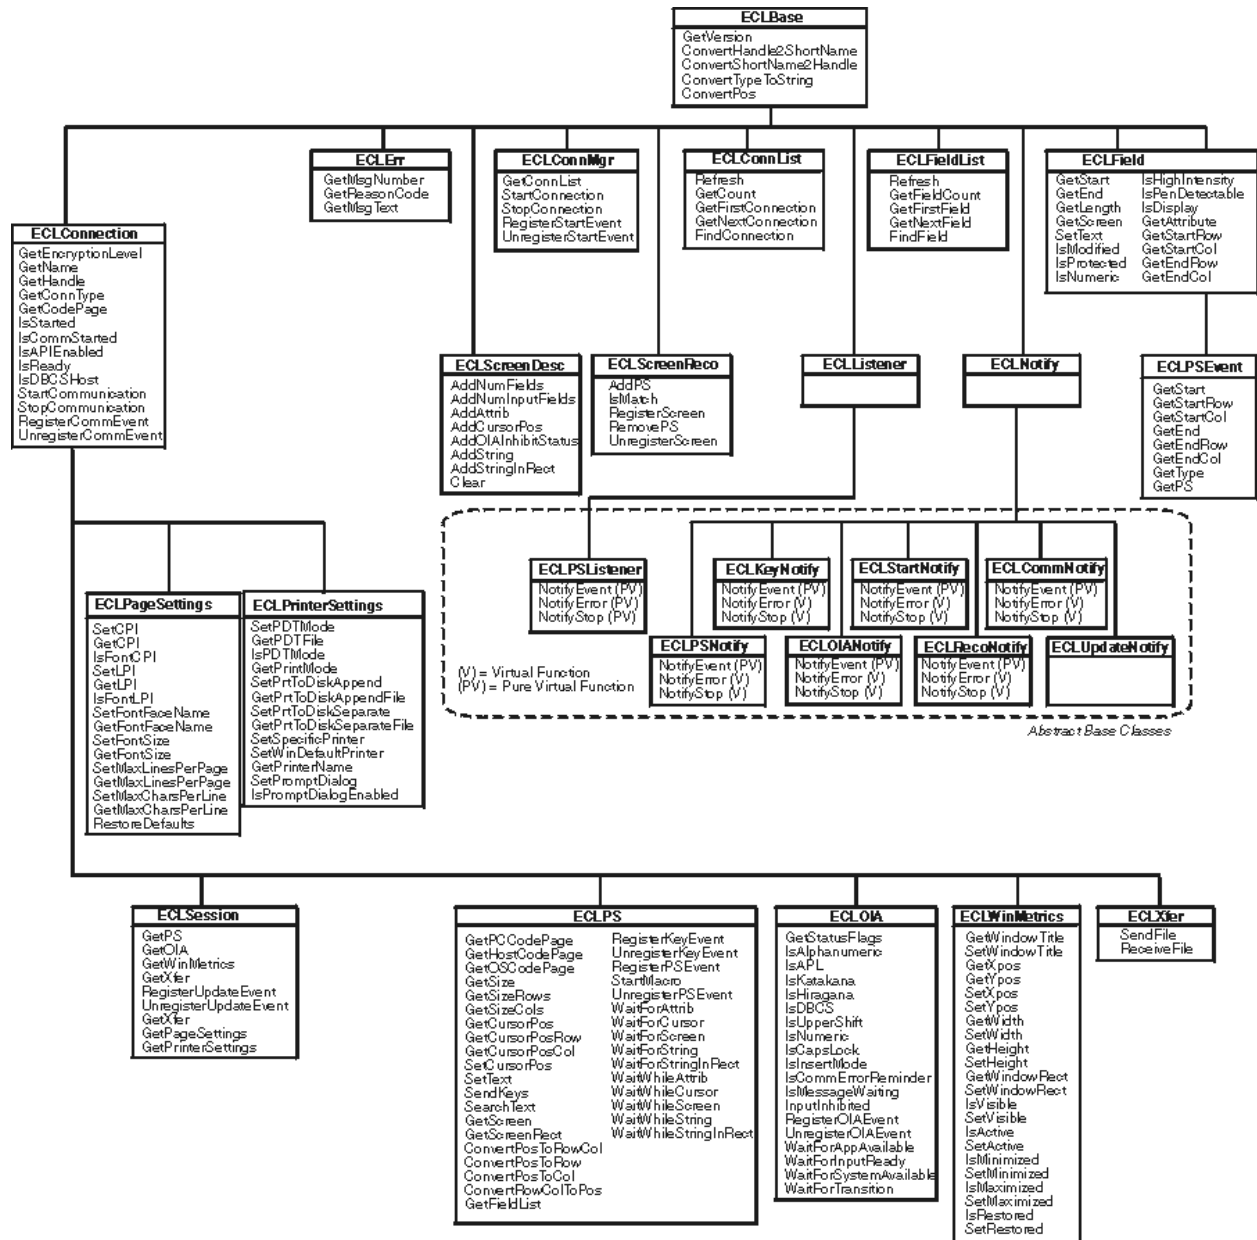 ECLBase
GetVersion
ConvertHandle2ShortName
ConvertShortName2Handle
ConvertTypeToString
ConvertPos
ECLErr
GetMsgNumber
GetReasonCode
GetMsgText
ECLConnMgr
GetConnList
StartConnection
StopConnection
RegisterStartEvent
UnregisterStartEvent
ECLConnList
Refresh
GetCount
GetFirstConnection
GetNextConnection
FindConnection
ECLFieldList
Refresh
GetFieldCount
GetFirstField
GetNextField
FindField
ECLField
GetStart
GetEnd
GetLength
GetScreen
SetText
IsModified
IsProtected
IsNumeric
IsHighIntensity
IsPenDetectable
IsDisplay
GetAttribute
GetStartRow
GetStartCol
GetEndRow
GetEndCol
ECLConnection
GetEncryptionLevel
GetName
GetHandle
GetConnType
GetCodePage
IsStarted
IsCommStarted
IsAPIEnabled
IsReady
IsDBCSHost
StartCommunication
StopCommunication
RegisterCommEvent
UnregisterCommEvent
ECLScreenDesc
AddNumFields
AddNumInputFields
AddAttrib
AddCursorPos
AddOIAInhibitStatus
AddString
AddStringInRect
Clear
ECLScreenReco
AddPS
IsMatch
RegisterScreen
RemovePS
UnregisterScreen
ECLListener
ECLNotify
ECLPSEvent
GetStart
GetStartRow
GetStartCol
GetEnd
GetEndRow
GetEndCol
GetType
GetPS
ECLPSListener
NotifyEvent (PV)
NotifyError (PV)
NotifyStop (PV)
ECLKeyNotify
NotifyEvent (PV)
NotifyError (V)
NotifyStop (V)
ECLStartNotify
NotifyEvent (PV)
NotifyError (V)
NotifyStop (V)
ECLCommNotify
NotifyEvent (PV)
NotifyError (V)
NotifyStop (V)
ECLPSNotify
NotifyEvent (PV)
NotifyError (V)
NotifyStop (V)
ECLOIANotify
NotifyEvent (PV)
NotifyError (V)
NotifyStop (V)
ECLRecoNotify
NotifyEvent (PV)
NotifyError (V)
NotifyStop (V)
ECLUpdateNotify
(V) = Virtual Function
(PV) = Pure Virtual Function
Abstract Base Classes
ECLPageSettings
SetCPI
GetCPI
IsFontCPI
SetLPI
GetLPI
IsFontLPI
SetFontFaceName
GetFontFaceName
SetFontSize
GetFontSize
SetMaxLinesPerPage
GetMaxLinesPerPage
SetMaxCharsPerLine
GetMaxCharsPerLine
RestoreDefaults
ECLPrinterSettings
SetPDTMode
GetPDTFile
IsPDTMode
GetPrintMode
SetPrtToDiskAppend
GetPrtToDiskAppendFile
SetPrtToDiskSeparate
GetPrtToDiskSeparateFile
SetSpecificPrinter
SetWinDefaultPrinter
GetPrinterName
SetPromptDialog
IsPromptDialogEnabled
ECLSession
GetPS
GetOIA
GetWinMetrics
GetXfer
RegisterUpdateEvent
UnregisterUpdateEvent
GetXfer
GetPageSettings
GetPrinterSettings
ECLPS
GetPCCodePage
GetHostCodePage
GetOSCodePage
GetSize
GetSizeRows
GetSizeCols
GetCursorPos
GetCursorPosRow
GetCursorPosCol
SetCursorPos
SetText
SendKeys
SearchText
GetScreen
GetScreenRect
ConvertPosToRowCol
ConvertPosToRow
ConvertPosToCol
ConvertRowColToPos
GetFieldList
RegisterKeyEvent
UnregisterKeyEvent
RegisterPSEvent
StartMacro
UnregisterPSEvent
WaitForAttrib
WaitForCursor
WaitForScreen
WaitForString
WaitForStringInRect
WaitWhileAttrib
WaitWhileCursor
WaitWhileScreen
WaitWhileString
WaitWhileStringInRect
ECLOIA
GetStatusFlags
IsAlphanumeric
IsAPL
IsKatakana
IsHiragana
IsDBCS
IsUpperShift
IsNumeric
IsCapsLock
IsInsertMode
IsCommErrorReminder
IsMessageWaiting
InputInhibited
RegisterOIAEvent
UnregisterOIAEvent
WaitForAppAvailable
WaitForInputReady
WaitForSystemAvailable
WaitForTransition
ECLWinMetrics
GetWindowTitle
SetWindowTitle
GetXpos
GetYpos
SetXpos
SetYpos
GetWidth
SetWidth
GetHeight
SetHeight
GetWindowRect
SetWindowRect
IsVisible
SetVisible
IsActive
SetActive
IsMinimized
SetMinimized
IsMaximized
SetMaximized
IsRestored
SetRestored
ECLXfer
SendFile
ReceiveFile